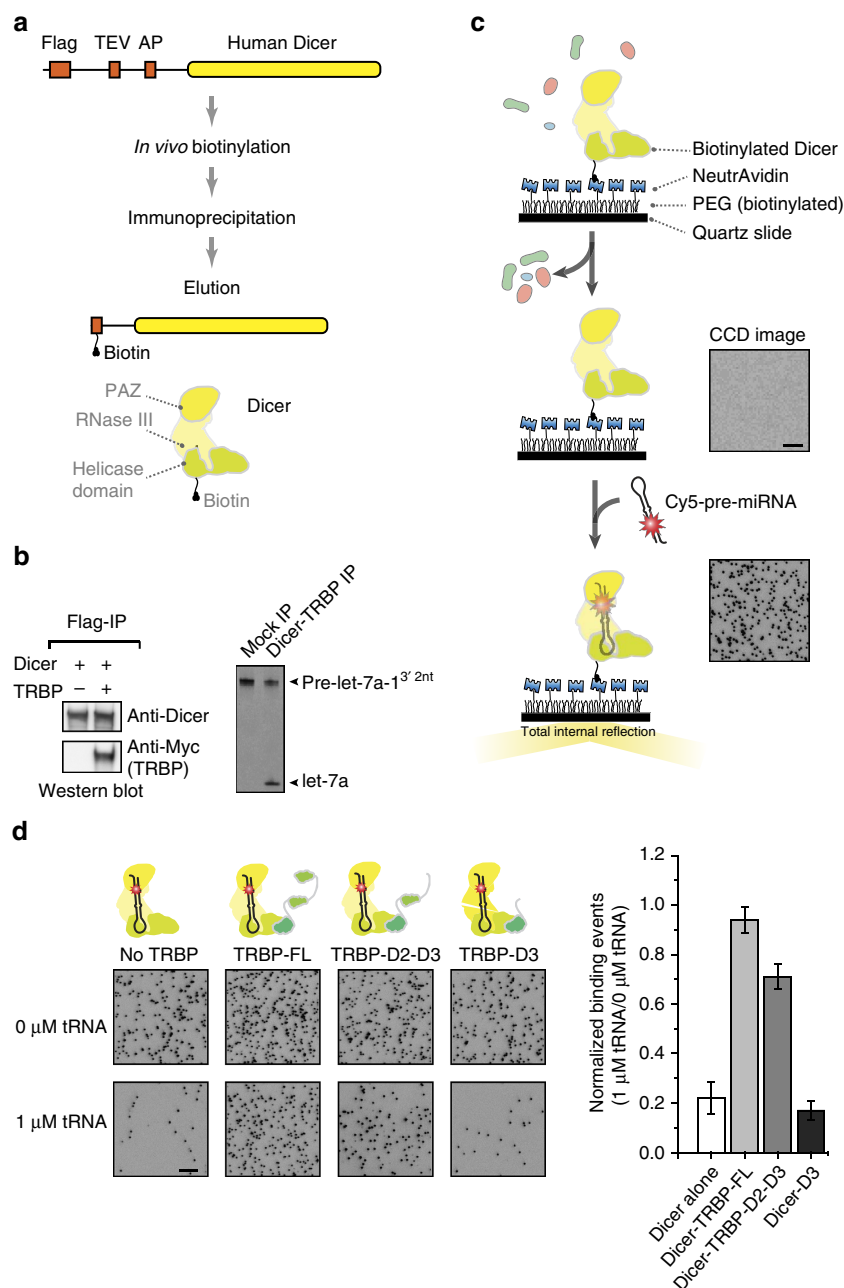 a
Flag TEV AP Human Dicer
In vivo biotinylation
Immunoprecipitation
Elution
Biotin
PAZ
Dicer
RNase III
Helicase
domain
Biotin
b
Flag-IP
Dicer + +
TRBP − +
Anti-Dicer
Anti-Myc
(TRBP)
Western blot
Mock IP
Dicer-TRBP IP
Pre-let-7a-1 3′ 2nt
let-7a
c
Biotinylated Dicer
NeutrAvidin
PEG (biotinylated)
Quartz slide
CCD image
Cy5-pre-miRNA
Total internal reflection
d
No TRBP TRBP-FL TRBP-D2-D3 TRBP-D3
0 μM tRNA
1 μM tRNA
Normalized binding events
(1 μM tRNA/0 μM tRNA)
1.2
1.0
0.8
0.6
0.4
0.2
0.0
Dicer alone
Dicer-TRBP-FL
Dicer-TRBP-D2-D3
Dicer-D3